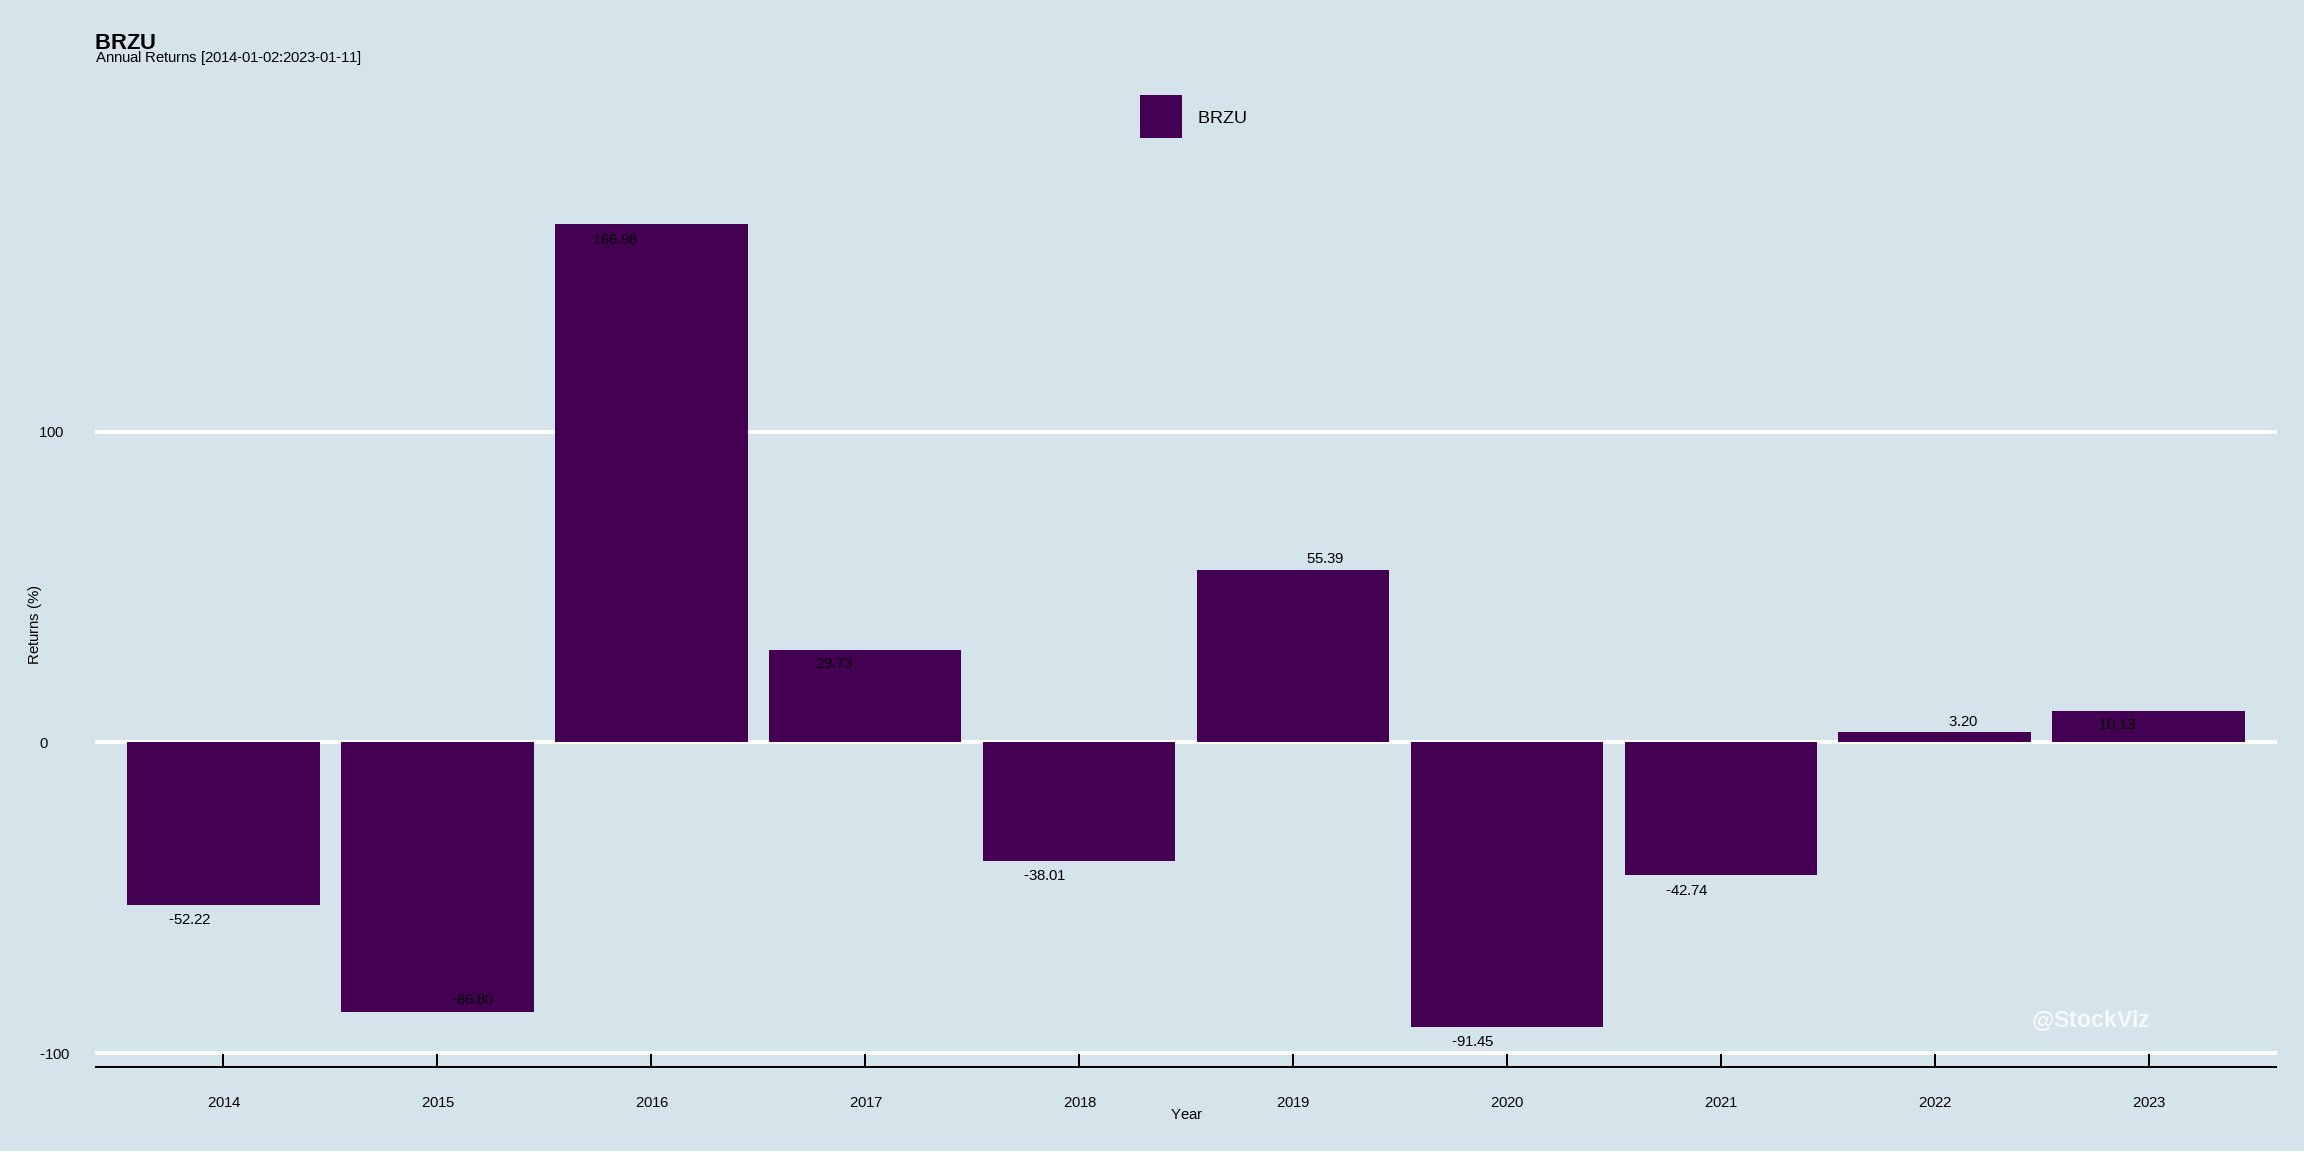 BRZU
Annual Returns [2014-01-02:2023-01-11]
BRZU
166.98
100
55.39
Returns (%)
29.73
3.20
10.13
0
-38.01
-42.74
-52.22
-86.80
@StockViz
-91.45
-100
2014 2015 2016 2017 2018 2019 2020 2021 2022 2023
Year